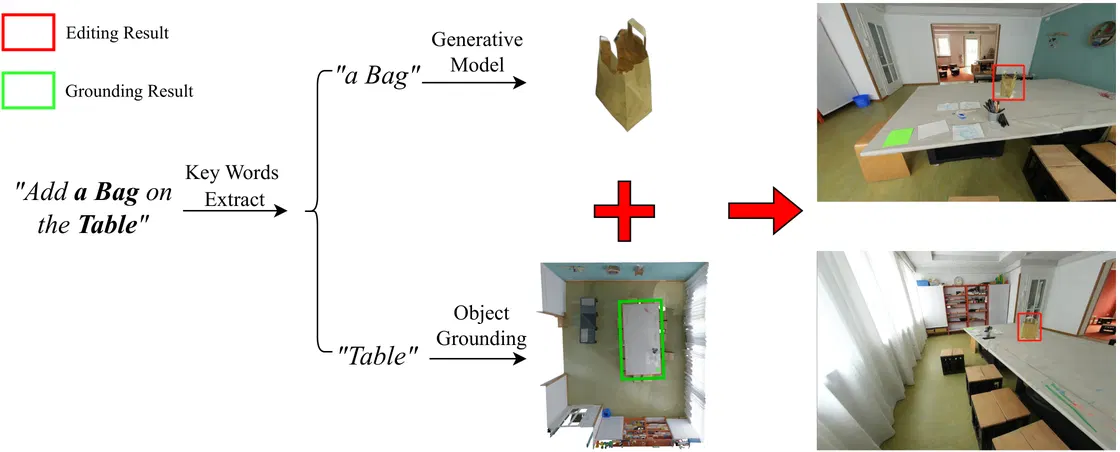 Editing Result
Grounding Result
"Add a Bag on
the Table"
Key Words
Extract
"a Bag"
Generative
Model
"Table"
Object
Grounding